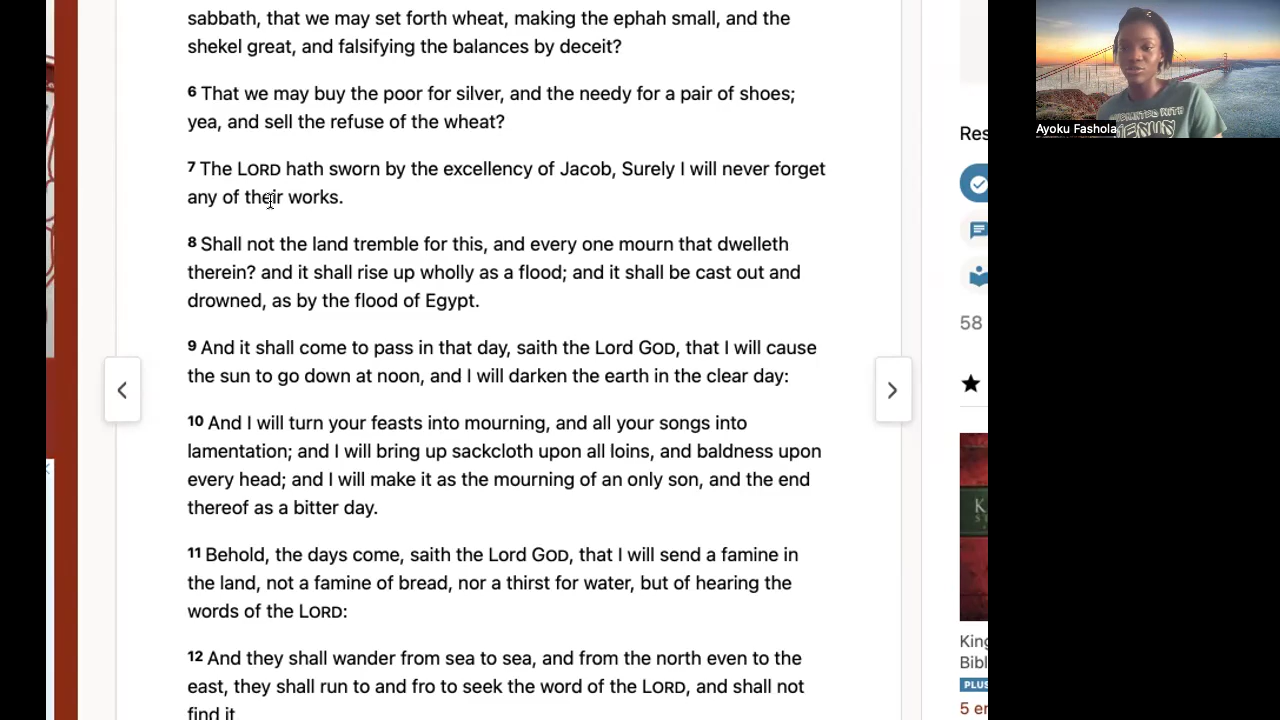 sabbath, that we may set forth wheat, making the ephah small, and the
shekel great, and falsifying the balances by deceit?
6 That we may buy the poor for silver, and the needy for a pair of shoes;
yea, and sell the refuse of the wheat?
7 The LORD hath sworn by the excellency of Jacob, Surely I will never forget
any of their works.
8 Shall not the land tremble for this, and every one mourn that dwelleth
therein? and it shall rise up wholly as a flood; and it shall be cast out and
drowned, as by the flood of Egypt.
9 And it shall come to pass in that day, saith the Lord GOD, that I will cause
the sun to go down at noon, and I will darken the earth in the clear day:
10 And I will turn your feasts into mourning, and all your songs into
lamentation; and I will bring up sackcloth upon all loins, and baldness upon
every head; and I will make it as the mourning of an only son, and the end
thereof as a bitter day.
11 Behold, the days come, saith the Lord GOD, that I will send a famine in
the land, not a famine of bread, nor a thirst for water, but of hearing the
words of the LORD:
12 And they shall wander from sea to sea, and from the north even to the
east, they shall run to and fro to seek the word of the LORD, and shall not
find it
Res
58
K
King
Bibl
PLUS
5 er
Ayoku Fashola
WITH